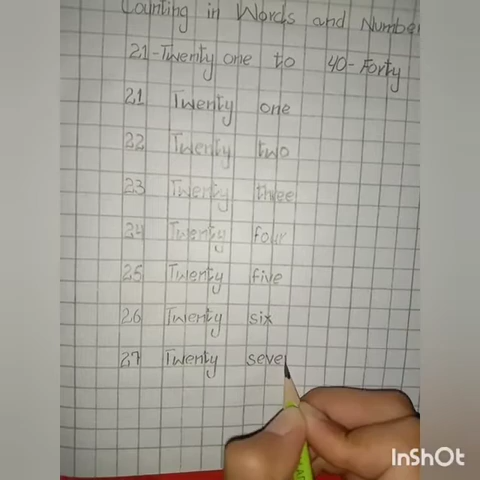 Counting in Words and Number
21-Twenty one to 40-Forty
21 Twenty one
22 Twenty two
23 Twenty three
24 Twenty four
25 Twenty five
26 Twenty six
27 Twenty seve
InShOt